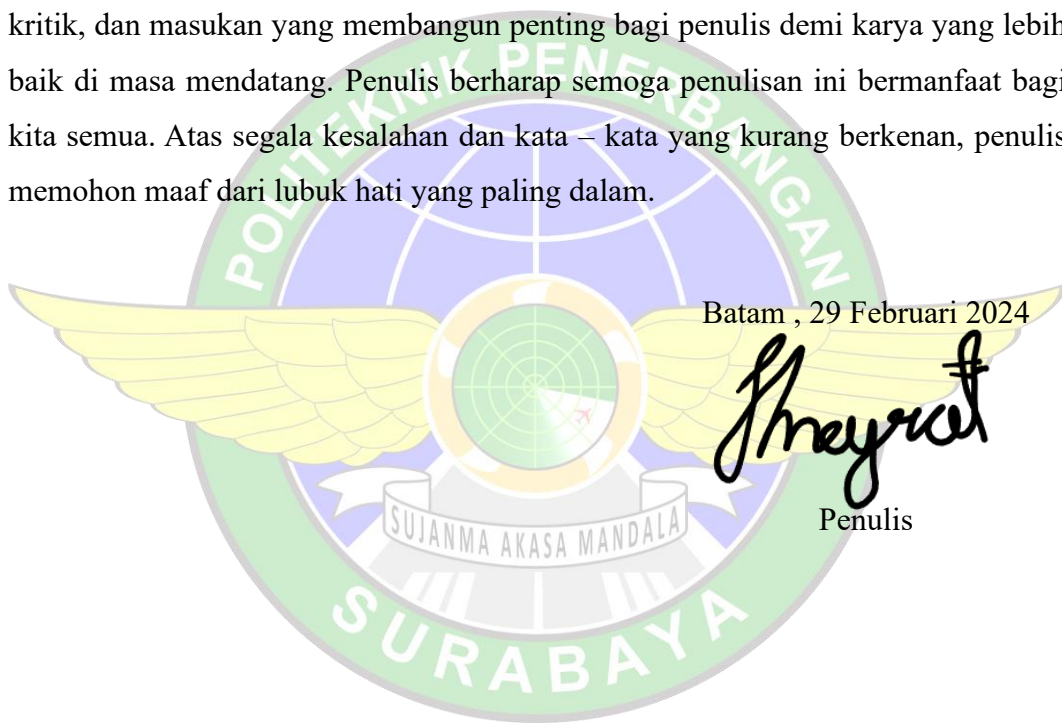 kritik, dan masukan yang membangun penting bagi penulis demi karya yang lebih
baik di masa mendatang. Penulis berharap semoga penulisan ini bermanfaat bagi
kita semua. Atas segala kesalahan dan kata – kata yang kurang berkenan, penulis
memohon maaf dari lubuk hati yang paling dalam.
POLITEKNIK PENERBANGAN
Batam , 29 Februari 2024
Penulis
SUJANMA AKASA MANDALA
SURABAYA